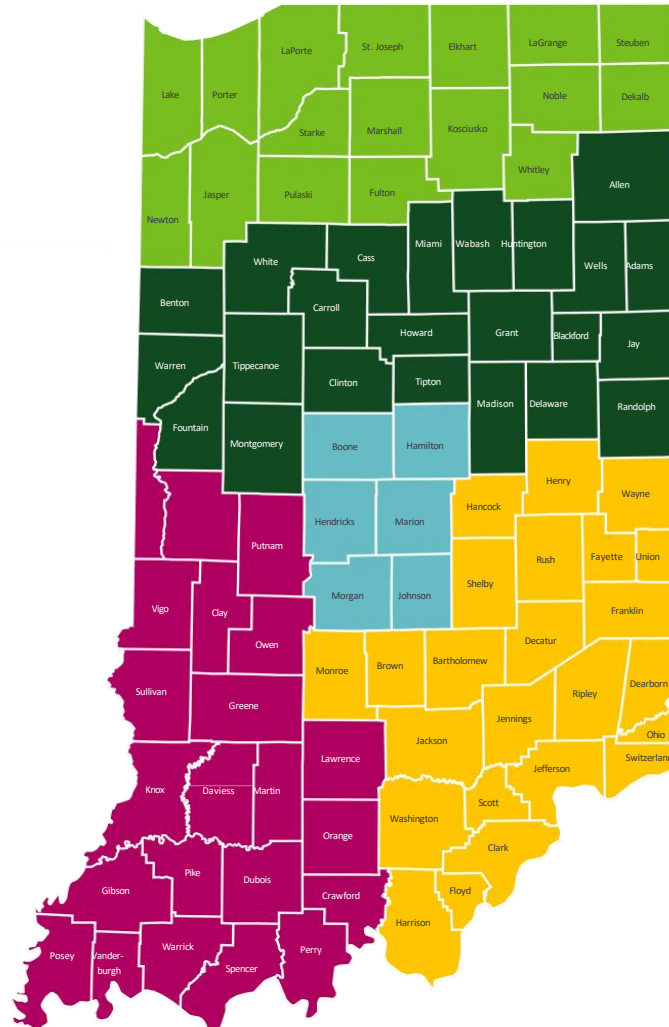 LaPorte
St. Joseph
Elkhart
LaGrange
Steuben
Lake
Porter
Noble
Dekalb
Starke
Marshall
Kosciusko
Whitley
Allen
Newton
Jasper
Pulaski
Fulton
White
Cass
Miami
Wabash
Huntington
Wells
Adams
Benton
Carroll
Howard
Grant
Blackford
Jay
Warren
Tippecanoe
Clinton
Tipton
Madison
Delaware
Randolph
Fountain
Montgomery
Boone
Hamilton
Henry
Wayne
Hancock
Hendricks
Marion
Putnam
Rush
Fayette
Union
Shelby
Vigo
Clay
Morgan
Johnson
Franklin
Owen
Decatur
Monroe
Brown
Bartholomew
Dearborn
Sullivan
Greene
Ripley
Jennings
Ohio
Jackson
Switzerland
Lawrence
Jefferson
Knox
Daviess
Martin
Scott
Washington
Orange
Clark
Pike
Dubois
Gibson
Crawford
Floyd
Harrison
Posey
Vander-
burgh
Warrick
Spencer
Perry